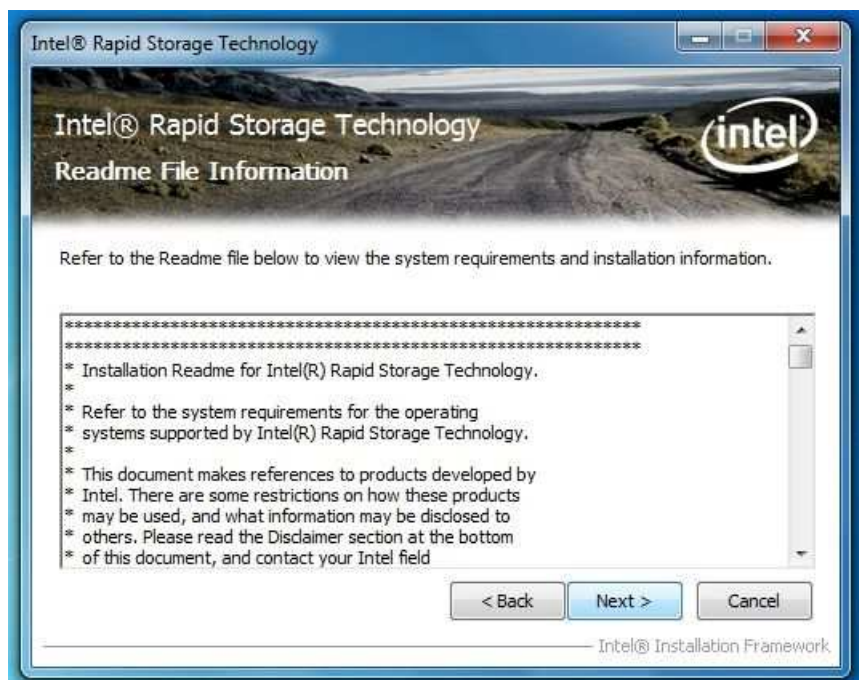 Intel® Rapid Storage Technology
Intel® Rapid Storage Technology
Readme File Information
intel
Refer to the Readme file below to view the system requirements and installation information.
************************************************************
************************************************************
* Installation Readme for Intel(R) Rapid Storage Technology.
*
* Refer to the system requirements for the operating
* systems supported by Intel(R) Rapid Storage Technology.
*
* This document makes references to products developed by
* Intel. There are some restrictions on how these products
* may be used, and what information may be disclosed to
* others. Please read the Disclaimer section at the bottom
* of this document, and contact your Intel field
< Back
Next >
Cancel
Intel® Installation Framework